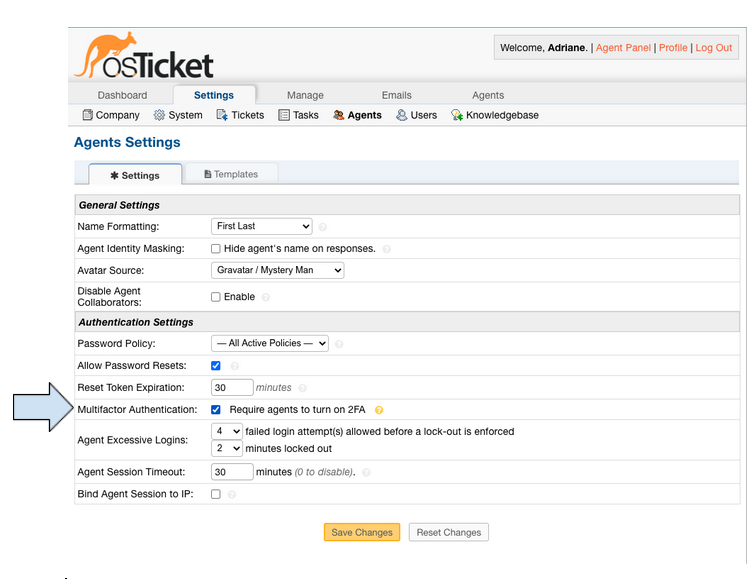 osTicket
Welcome, Adriane. | Agent Panel | Profile | Log Out
Dashboard Settings Manage Emails Agents
Company System Tickets Tasks Agents Users Knowledgebase
Agents Settings
Settings Templates
General Settings
Name Formatting: First Last
Agent Identity Masking: Hide agent's name on responses.
Avatar Source: Gravatar / Mystery Man
Disable Agent
Collaborators: Enable
Authentication Settings
Password Policy: — All Active Policies —
Allow Password Resets:
Reset Token Expiration: 30 minutes
Multifactor Authentication: Require agents to turn on 2FA
Agent Excessive Logins: 4 failed login attempt(s) allowed before a lock-out is enforced
2 minutes locked out
Agent Session Timeout: 30 minutes (0 to disable).
Bind Agent Session to IP:
Save Changes Reset Changes